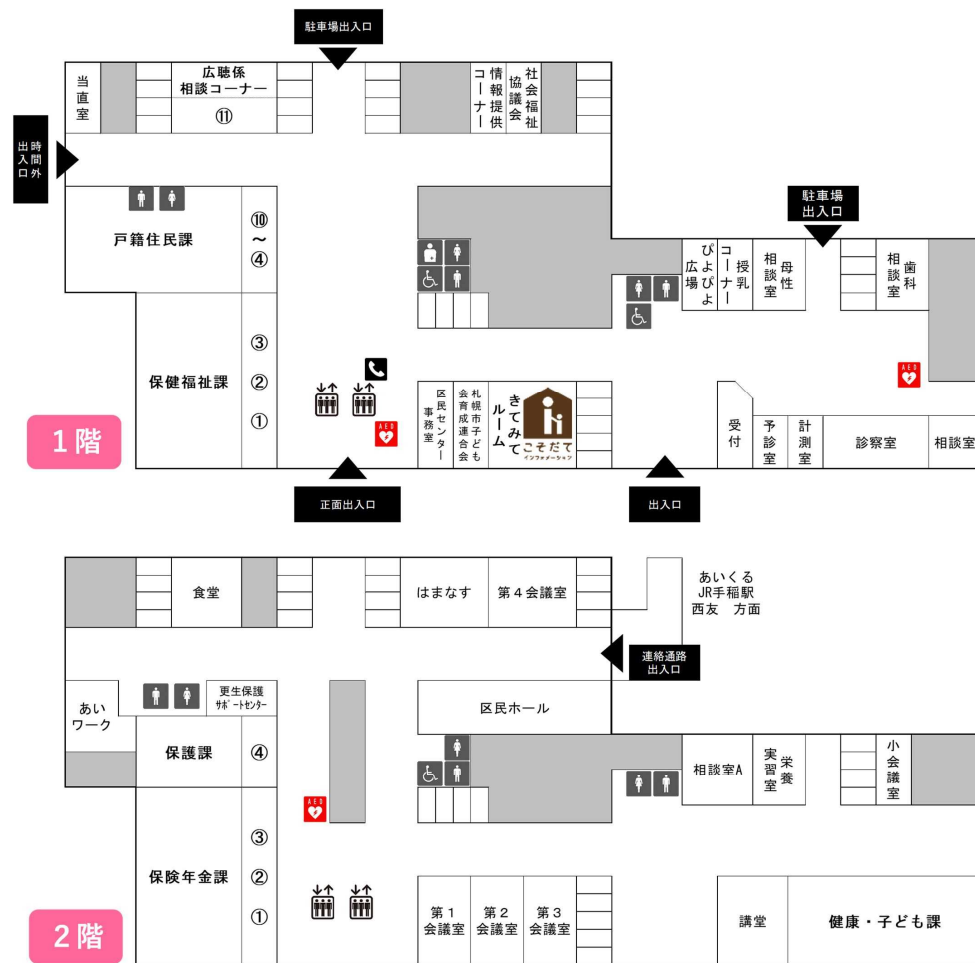 駐車場出入口
当直室
広聴係
相談コーナー
⑪
情報提供
コーナー
社会福祉
協議会
時間外
出入口
戸籍住民課
⑩
～
④
駐車場
出入口
ぴよぴよ
広場
授乳
コーナー
母性
相談室
歯科
相談室
保健福祉課
③
②
①
AED
AED
1階
区民センター
事務室
札幌市子ども
会育成連合会
きてみて
ルーム
こそだて
インフォメーション
受付
予診室
計測室
診察室
相談室
正面出入口
出入口
食堂
はまなす
第4会議室
あいくる
JR手稲駅
西友 方面
連絡通路
出入口
あい
ワーク
更生保護
ｻﾎﾟｰﾄｾﾝﾀｰ
区民ホール
保護課
④
相談室A
栄養
実習室
小会議室
AED
保険年金課
③
②
①
2階
第1
会議室
第2
会議室
第3
会議室
講堂
健康・子ども課